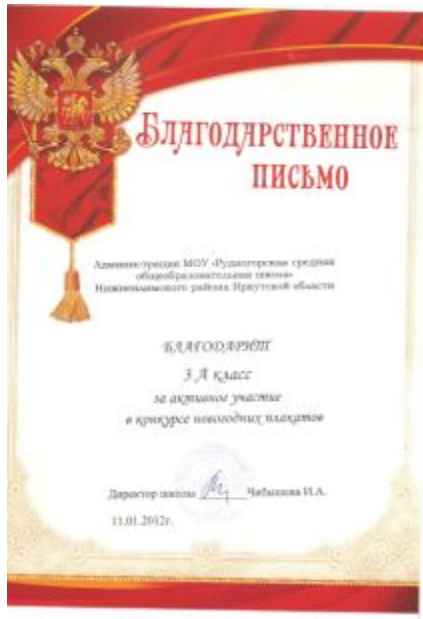 БЛАГОДАРСТВЕННОЕ
ПИСЬМО
Администрация МОУ «Рудногорская средняя
общеобразовательная школа»
Нижнеилимского района Иркутской области
БЛАГОДАРИТ
3 А класс
за активное участие
в конкурсе новогодних плакатов
Директор школы И.А.
11.01.2012г.